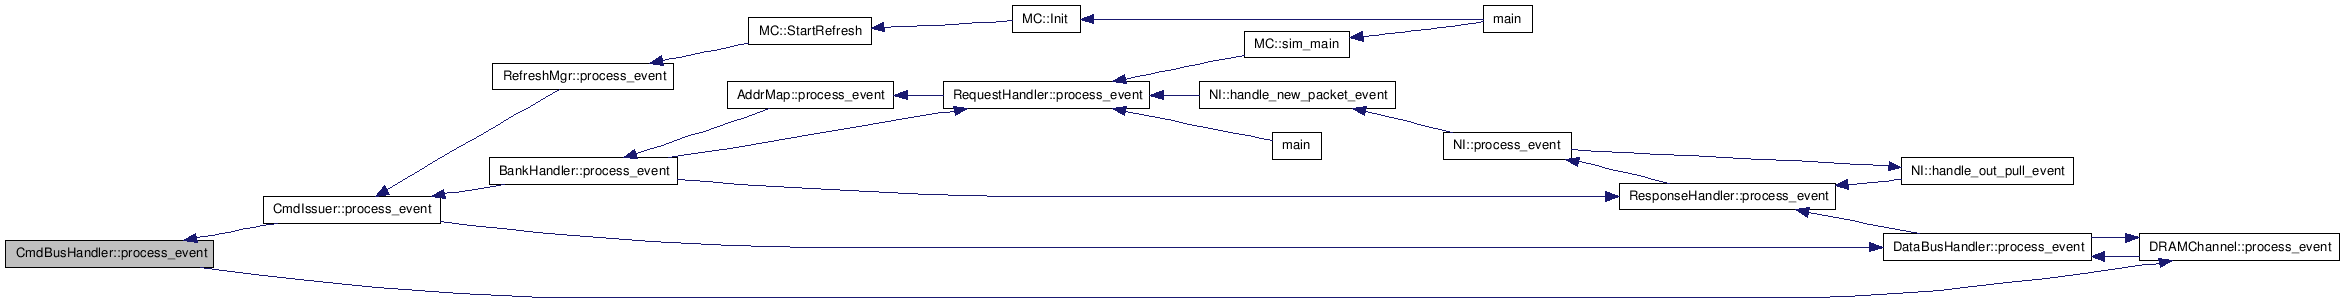 MC::Init
main
MC::StartRefresh
MC::sim_main
RefreshMgr::process_event
AddrMap::process_event
RequestHandler::process_event
NI::handle_new_packet_event
main
NI::process_event
BankHandler::process_event
NI::handle_out_pull_event
ResponseHandler::process_event
CmdIssuer::process_event
DataBusHandler::process_event
DRAMChannel::process_event
CmdBusHandler::process_event